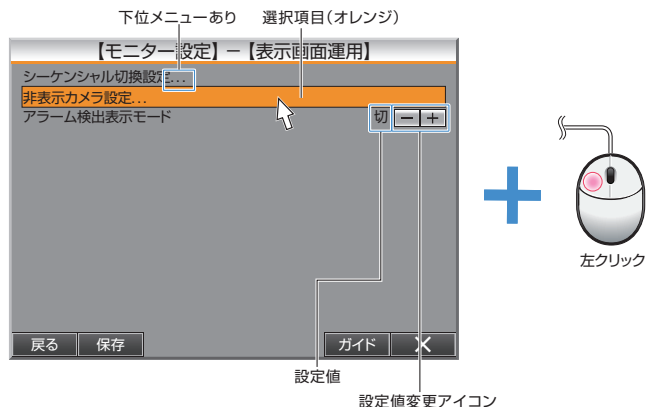 下位メニューあり 選択項目(オレンジ)
【モニター設定】－【表示画面運用】
シーケンシャル切換設定...
非表示カメラ設定...
アラーム検出表示モード 切 － ＋
左クリック
戻る 保存 ガイド ✕
設定値
設定値変更アイコン